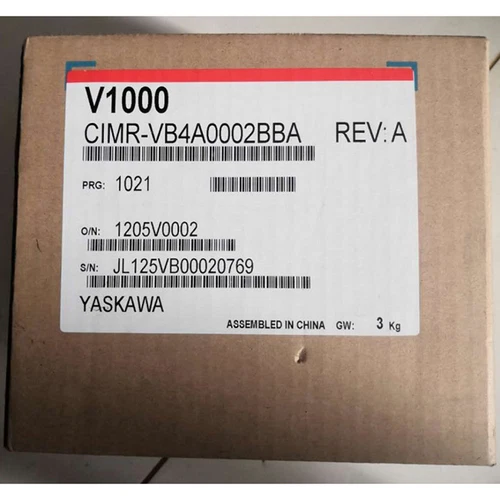 V1000
CIMR-VB4A0002BBA REV: A
PRG: 1021
O/N: 1205V0002
S/N: JL125VB00020769
YASKAWA
ASSEMBLED IN CHINA GW: 3 Kg